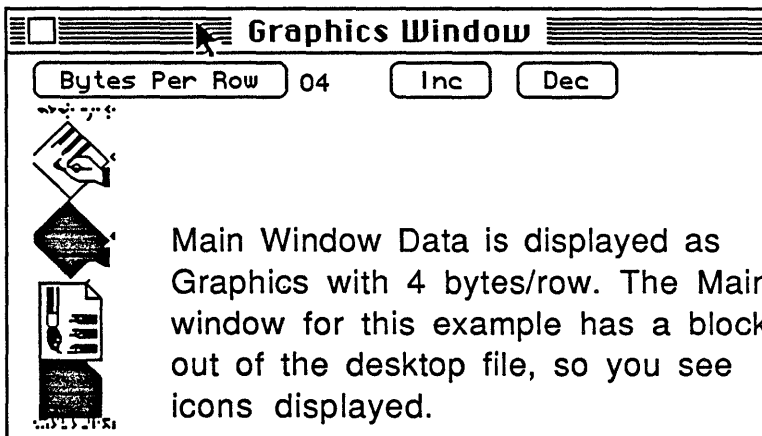 Graphics Window
Bytes Per Row 04 Inc Dec
Main Window Data is displayed as
Graphics with 4 bytes/row. The Main
window for this example has a block
out of the desktop file, so you see
icons displayed.